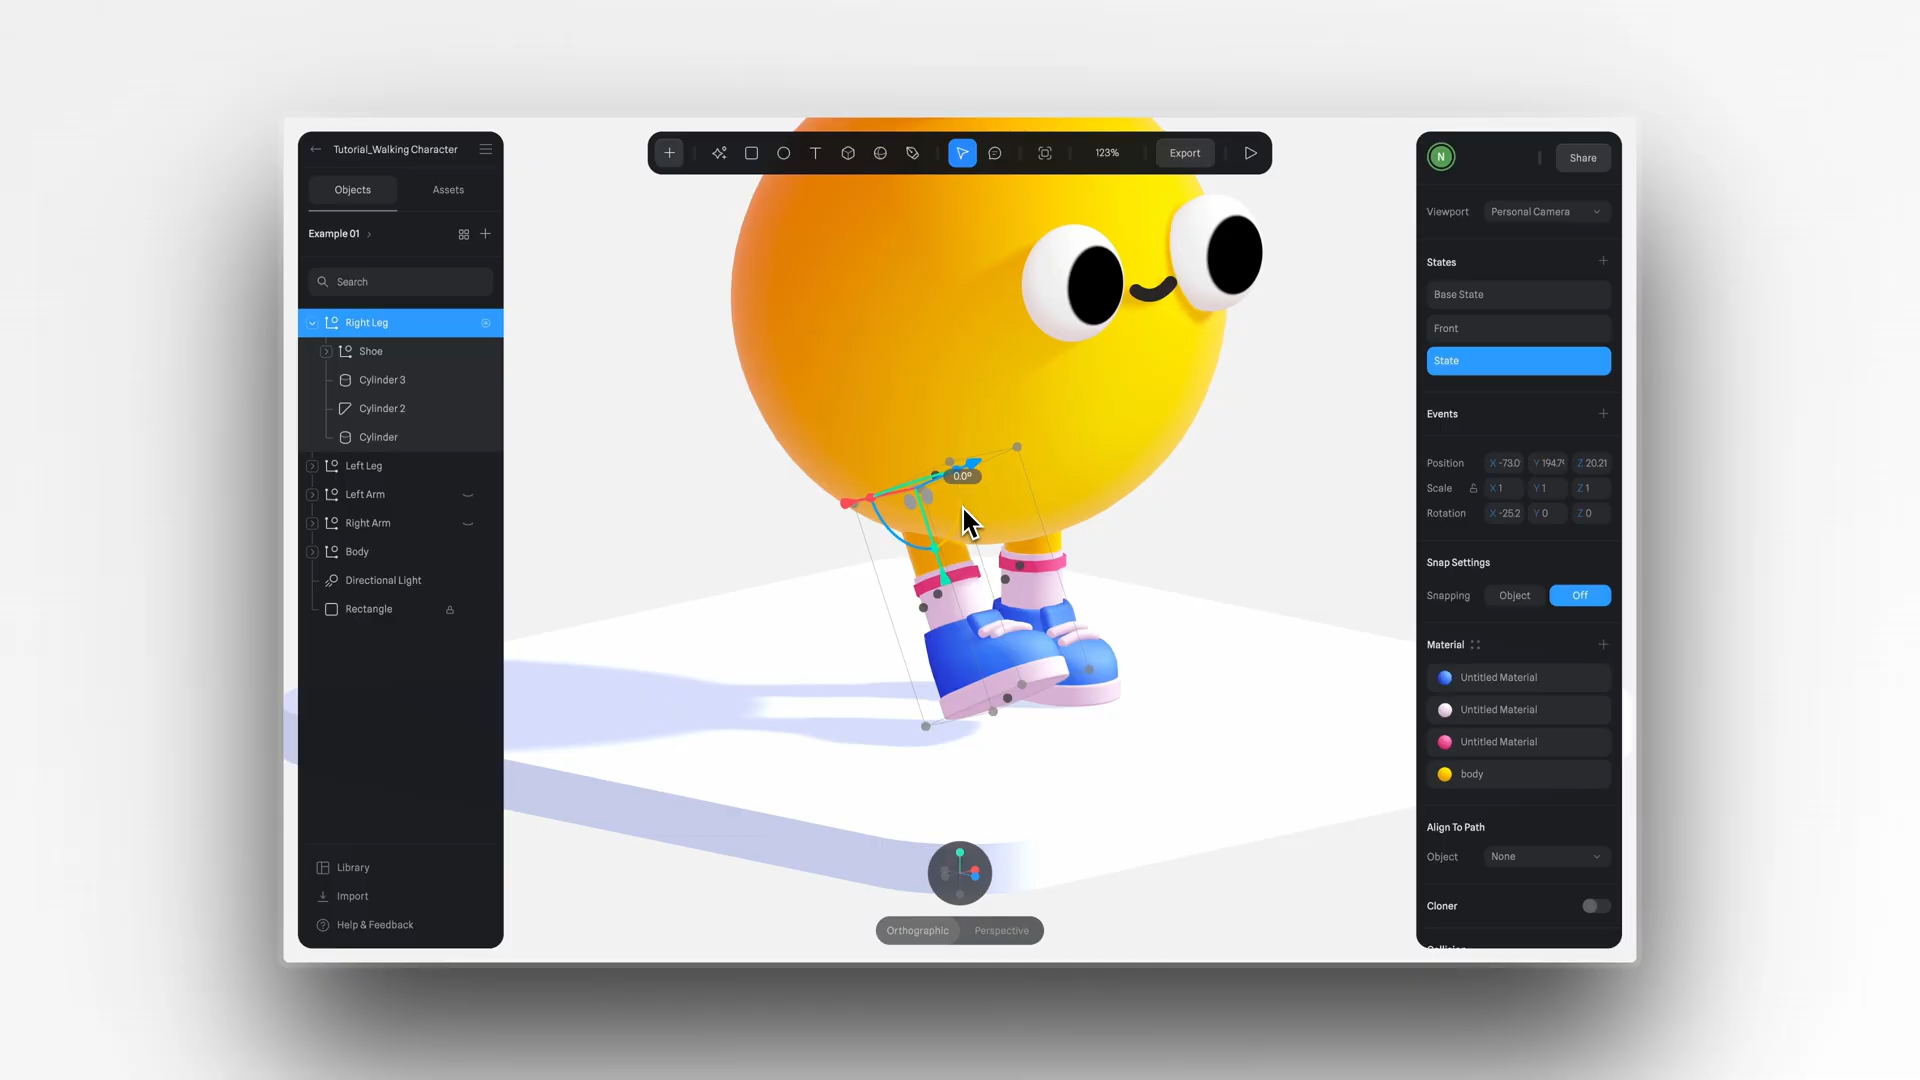 Tutorial_Walking Character
Objects
Assets
Example 01
Search
Right Leg
Shoe
Cylinder 3
Cylinder 2
Cylinder
Left Leg
Left Arm
Right Arm
Body
Directional Light
Rectangle
Library
Import
Help & Feedback
T
123%
Export
0.0°
Orthographic
Perspective
N
Share
Viewport
Personal Camera
States
Base State
Front
State
Events
Position X -73.0 Y 194.7 Z 20.21
Scale X 1 Y 1 Z 1
Rotation X -25.2 Y 0 Z 0
Snap Settings
Snapping Object Off
Material
Untitled Material
Untitled Material
Untitled Material
body
Align To Path
Object None
Cloner